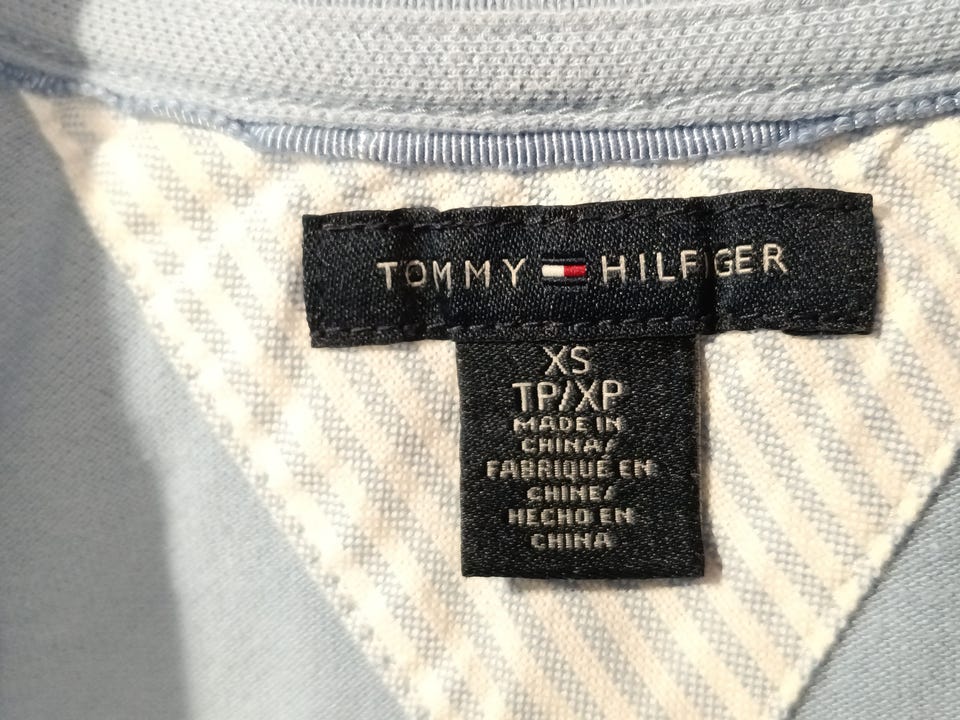 TOMMY HILFIGER
XS
TP/XP
MADE IN
CHINA/
FABRIQUÉ EN
CHINE/
HECHO EN
CHINA